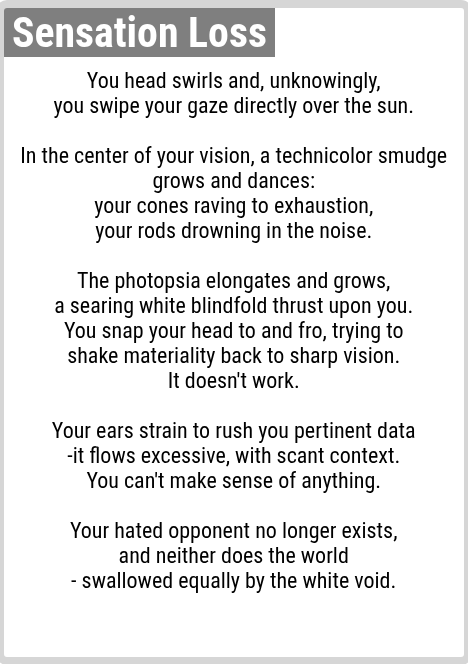 Sensation Loss
You head swirls and, unknowingly,
you swipe your gaze directly over the sun.
In the center of your vision, a technicolor smudge
grows and dances:
your cones raving to exhaustion,
your rods drowning in the noise.
The photopsia elongates and grows,
a searing white blindfold thrust upon you.
You snap your head to and fro, trying to
shake materiality back to sharp vision.
It doesn't work.
Your ears strain to rush you pertinent data
-it flows excessive, with scant context.
You can't make sense of anything.
Your hated opponent no longer exists,
and neither does the world
- swallowed equally by the white void.